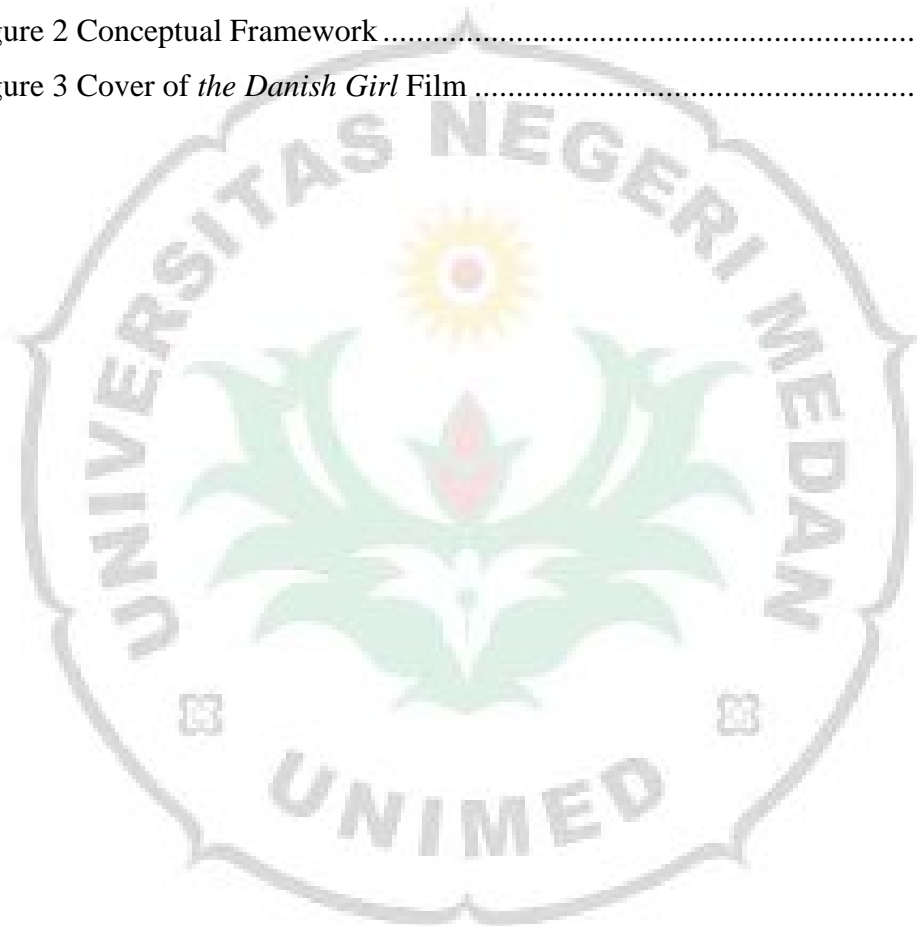 gure 2 Conceptual Framework ................................................................
gure 3 Cover of the Danish Girl Film .....................................................
UNIVERSITAS NEGERI MEDAN
UNIMED